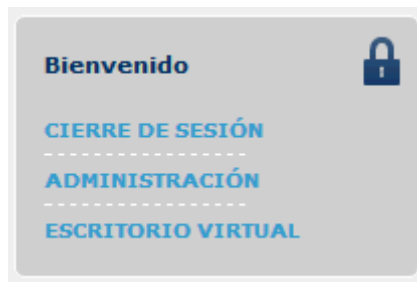 Bienvenido
CIERRE DE SESIÓN
ADMINISTRACIÓN
ESCRITORIO VIRTUAL